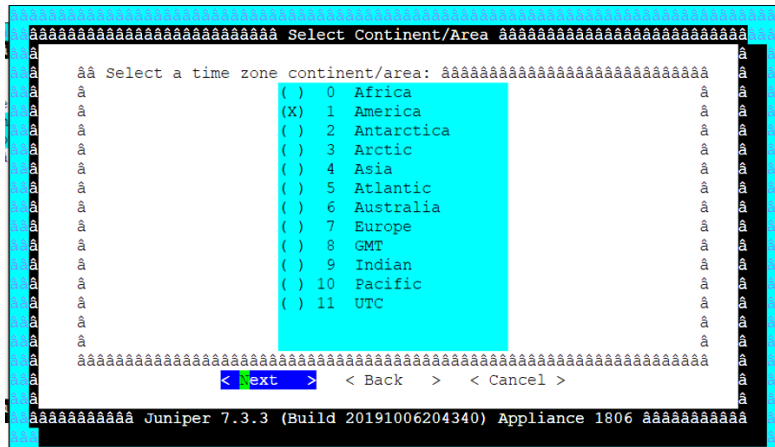 Select Continent/Area
Select a time zone continent/area:
( ) 0 Africa
(X) 1 America
( ) 2 Antarctica
( ) 3 Arctic
( ) 4 Asia
( ) 5 Atlantic
( ) 6 Australia
( ) 7 Europe
( ) 8 GMT
( ) 9 Indian
( ) 10 Pacific
( ) 11 UTC
< Next > < Back > < Cancel >
Juniper 7.3.3 (Build 20191006204340) Appliance 1806